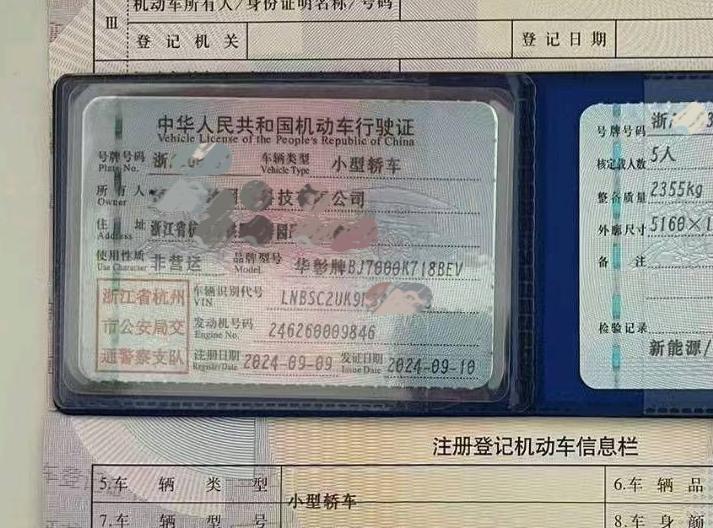 Ⅲ
机动车所有人/身份证明名称/号码
登记机关
登记日期
中华人民共和国机动车行驶证
Vehicle License of the People's Republic of China
号牌号码 浙
Plate No.
车辆类型 小型轿车
Vehicle Type
所有人 技 公司
Owner
住址 浙江省杭
Address
使用性质 非营运
Use Character
品牌型号 华彰牌BJ7000K718BEV
Model
浙江省杭州
市公安局交
通警察支队
车辆识别代号 LNBSC2UK9
VIN
发动机号码 246260009846
Engine No.
注册日期 2024-09-09
Register Date
发证日期 2024-09-10
Issue Date
号牌号码 浙
核定载人数 5人
整备质量 2355kg
外廓尺寸 5160×1
备注
检验记录
新能源/
注册登记机动车信息栏
5.车辆类型 小型轿车
6.车辆品
7.车辆型号
8.车身颜